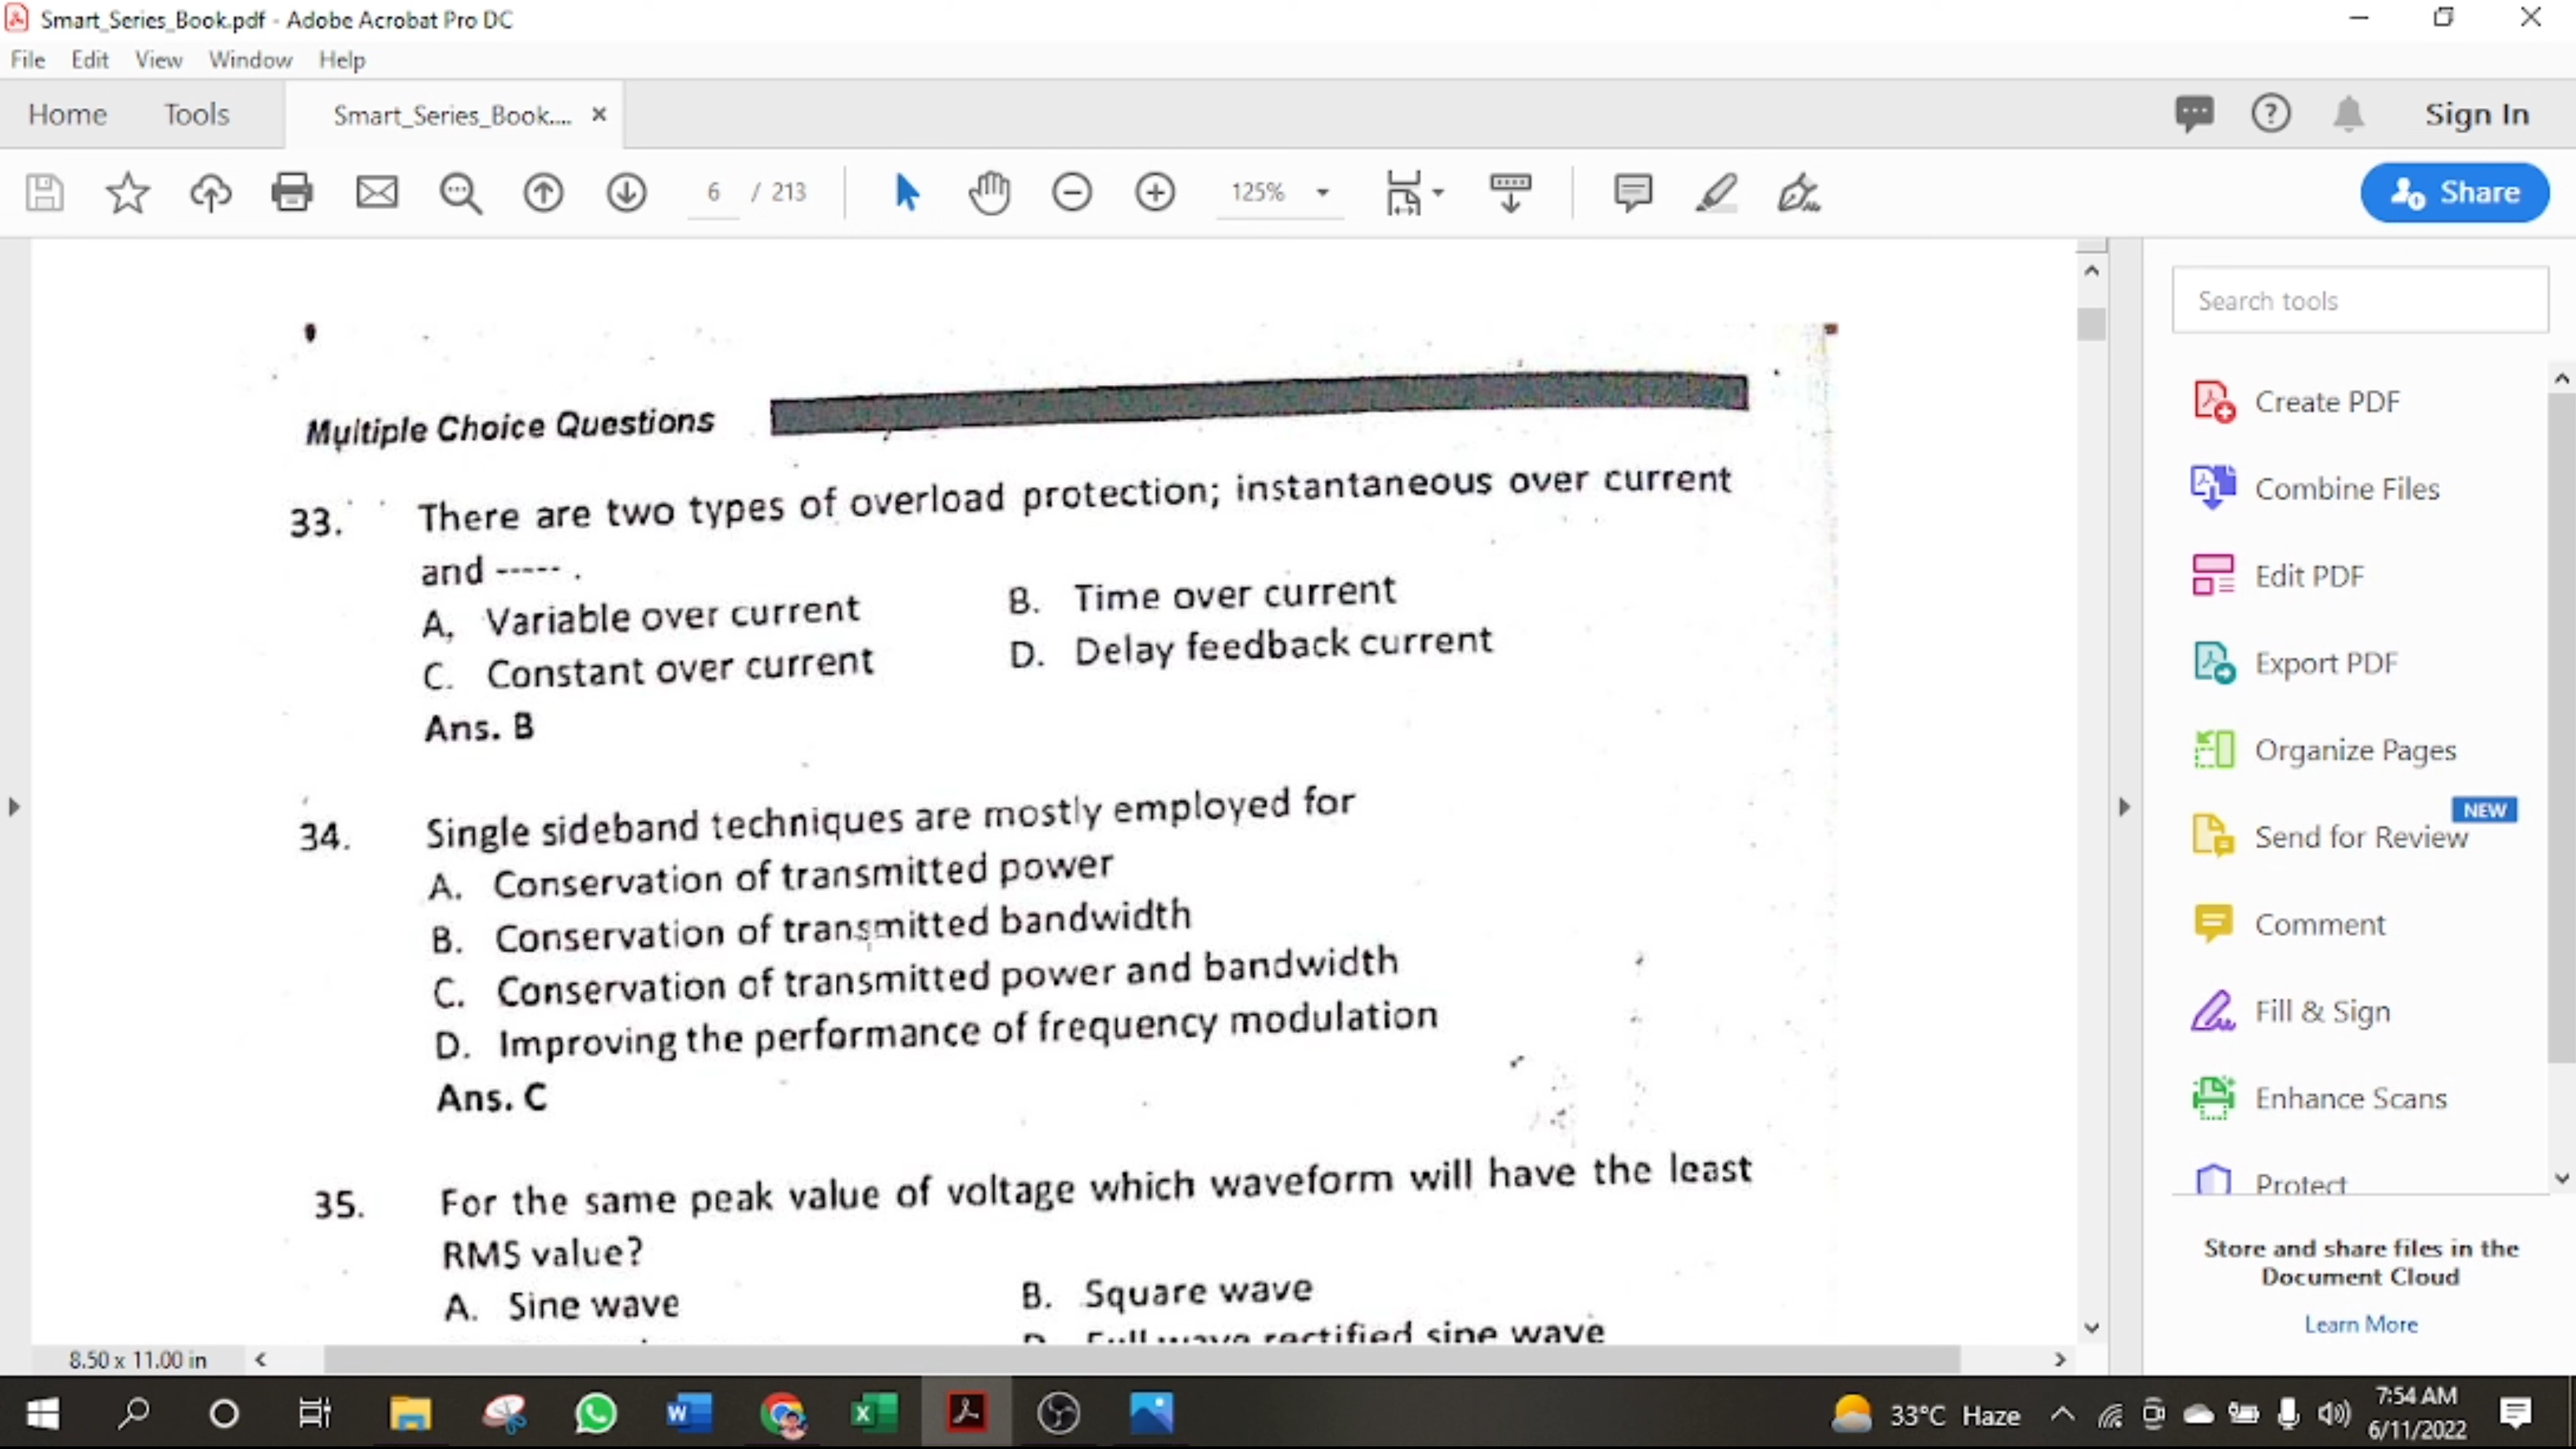 Smart_Series_Book.pdf - Adobe Acrobat Pro DC
File Edit View Window Help
Home Tools Smart_Series_Book.... × Sign In
6 / 213 125% Share
Search tools
Create PDF
Combine Files
Edit PDF
Export PDF
Organize Pages
NEW
Send for Review
Comment
Fill & Sign
Enhance Scans
Protect
Store and share files in the
Document Cloud
Learn More
Multiple Choice Questions
33. There are two types of overload protection; instantaneous over current
and ----- .
A. Variable over current B. Time over current
C. Constant over current D. Delay feedback current
Ans. B
34. Single sideband techniques are mostly employed for
A. Conservation of transmitted power
B. Conservation of transmitted bandwidth
C. Conservation of transmitted power and bandwidth
D. Improving the performance of frequency modulation
Ans. C
35. For the same peak value of voltage which waveform will have the least
RMS value?
A. Sine wave B. Square wave
D. Full wave rectified sine wave
8.50 x 11.00 in
33°C Haze
7:54 AM
6/11/2022